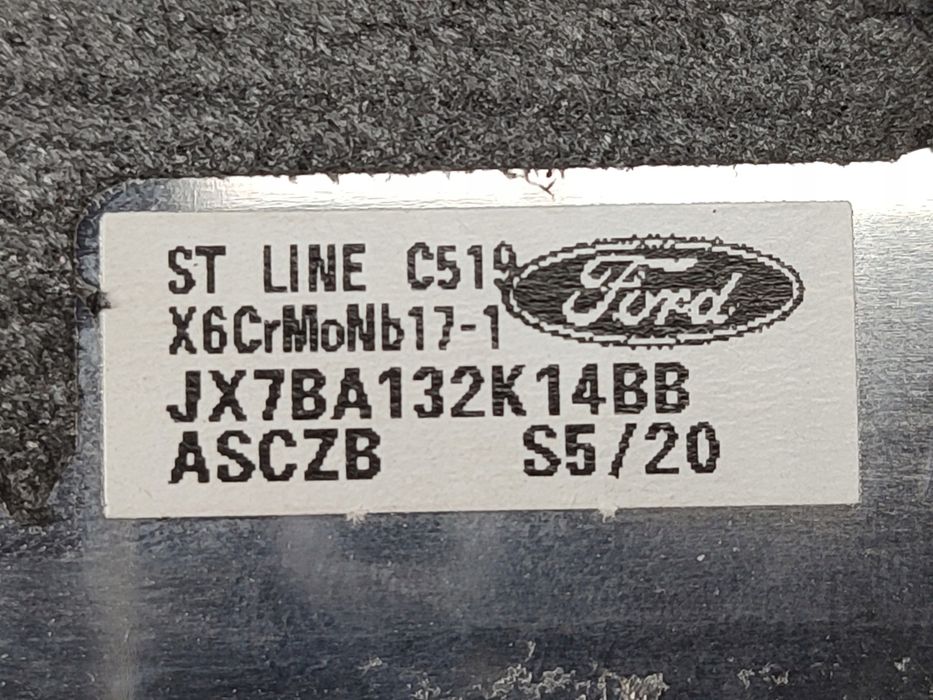 ST LINE C519
Ford
X6CrMoNb17-1
JX7BA132K14BB
ASCZB S5/20